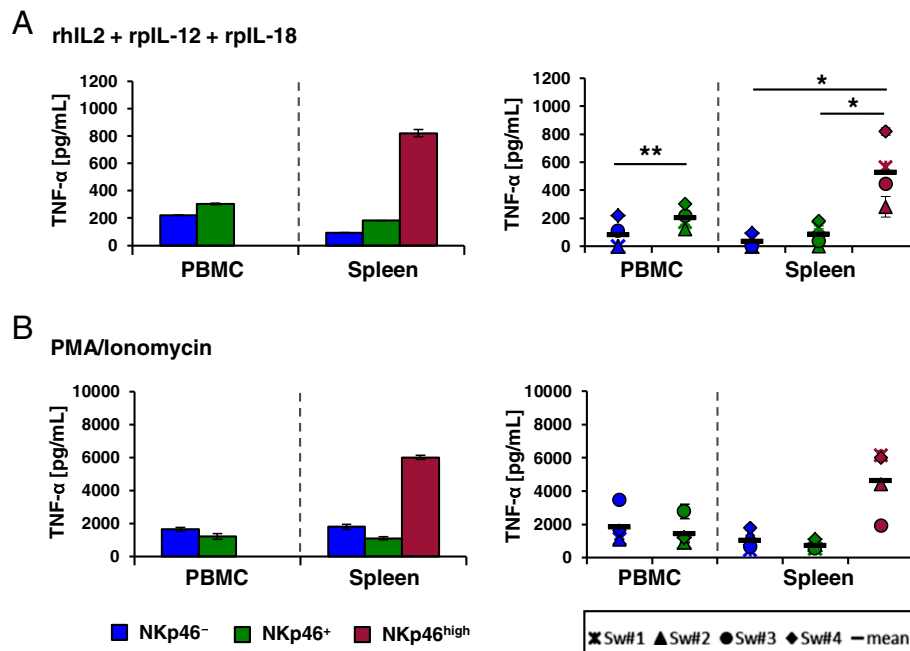 A
rhIL2 + rpIL-12 + rpIL-18
TNF-α [pg/mL]
1200
1000
800
600
400
200
0
PBMC
Spleen
TNF-α [pg/mL]
1200
1000
800
600
400
200
0
**
*
*
PBMC
Spleen
B
PMA/Ionomycin
TNF-α [pg/mL]
10000
8000
6000
4000
2000
0
PBMC
Spleen
TNF-α [pg/mL]
10000
8000
6000
4000
2000
0
PBMC
Spleen
NKp46⁻ NKp46⁺ NKp46ʰⁱᵍʰ
Sw#1 Sw#2 Sw#3 Sw#4 mean